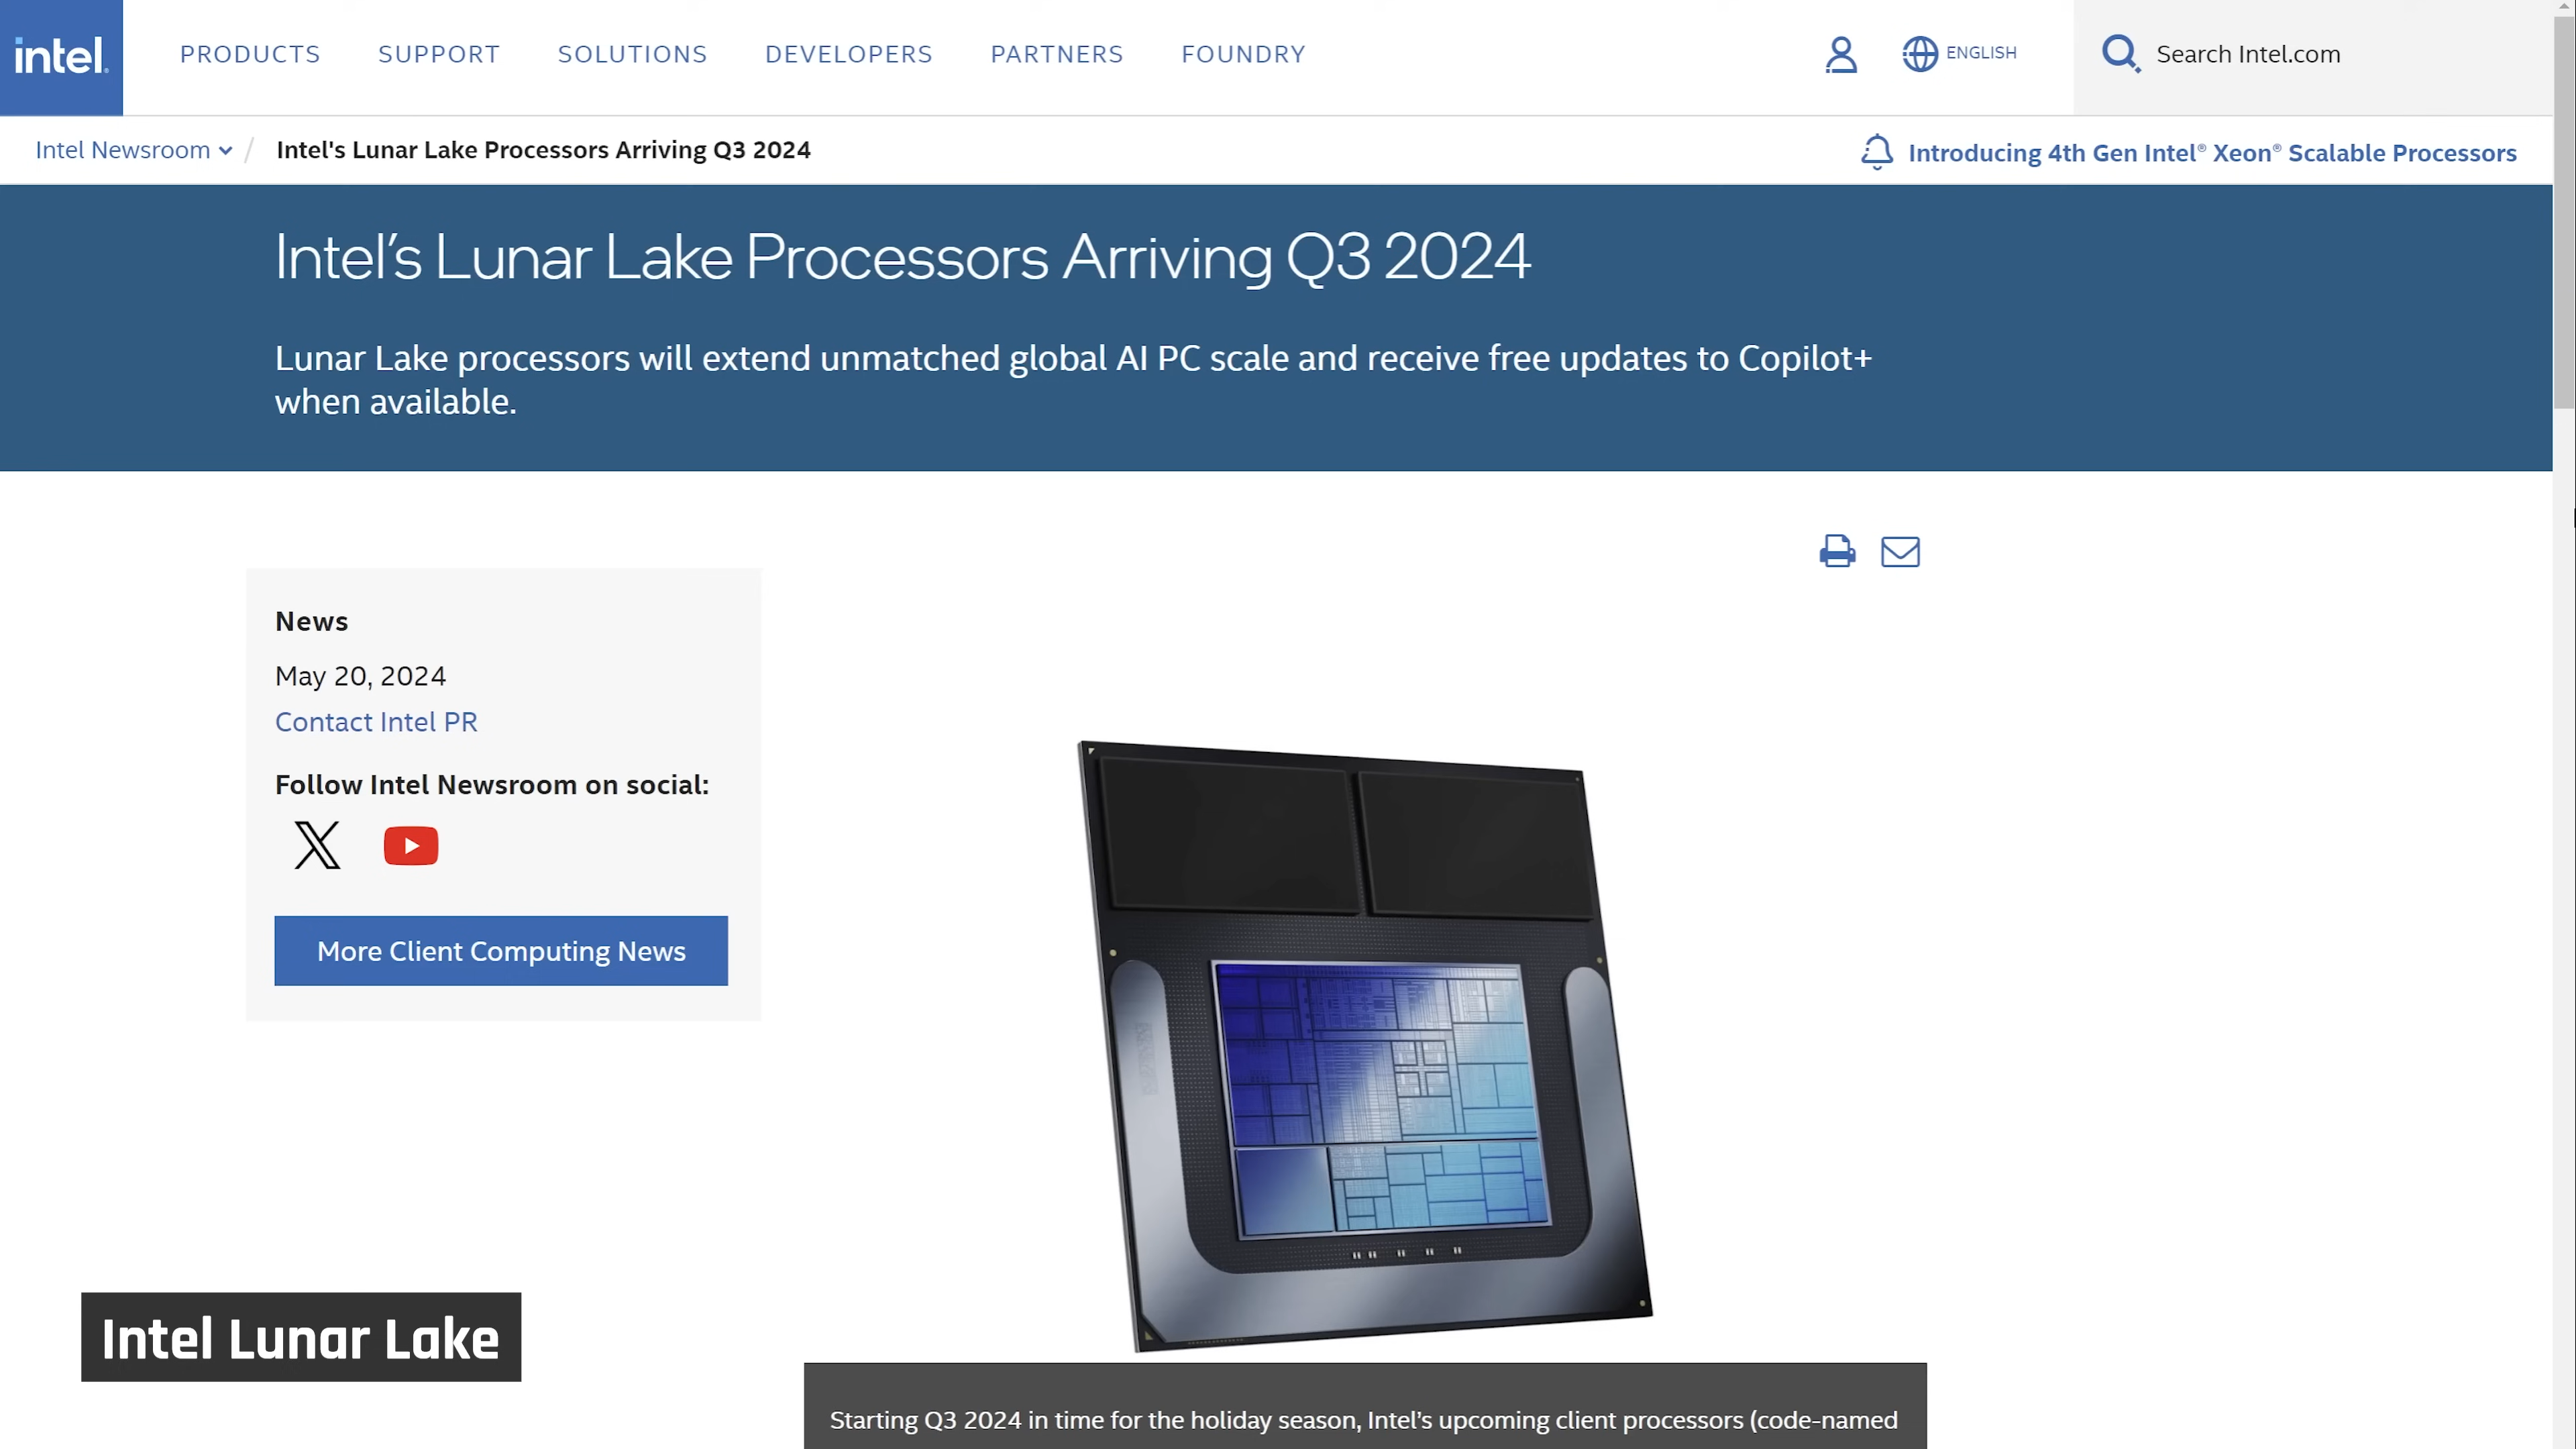 intel.
PRODUCTS
SUPPORT
SOLUTIONS
DEVELOPERS
PARTNERS
FOUNDRY
ENGLISH
Search Intel.com
Intel Newsroom / Intel's Lunar Lake Processors Arriving Q3 2024
Introducing 4th Gen Intel® Xeon® Scalable Processors
Intel’s Lunar Lake Processors Arriving Q3 2024
Lunar Lake processors will extend unmatched global AI PC scale and receive free updates to Copilot+
when available.
News
May 20, 2024
Contact Intel PR
Follow Intel Newsroom on social:
More Client Computing News
Intel Lunar Lake
Starting Q3 2024 in time for the holiday season, Intel’s upcoming client processors (code-named